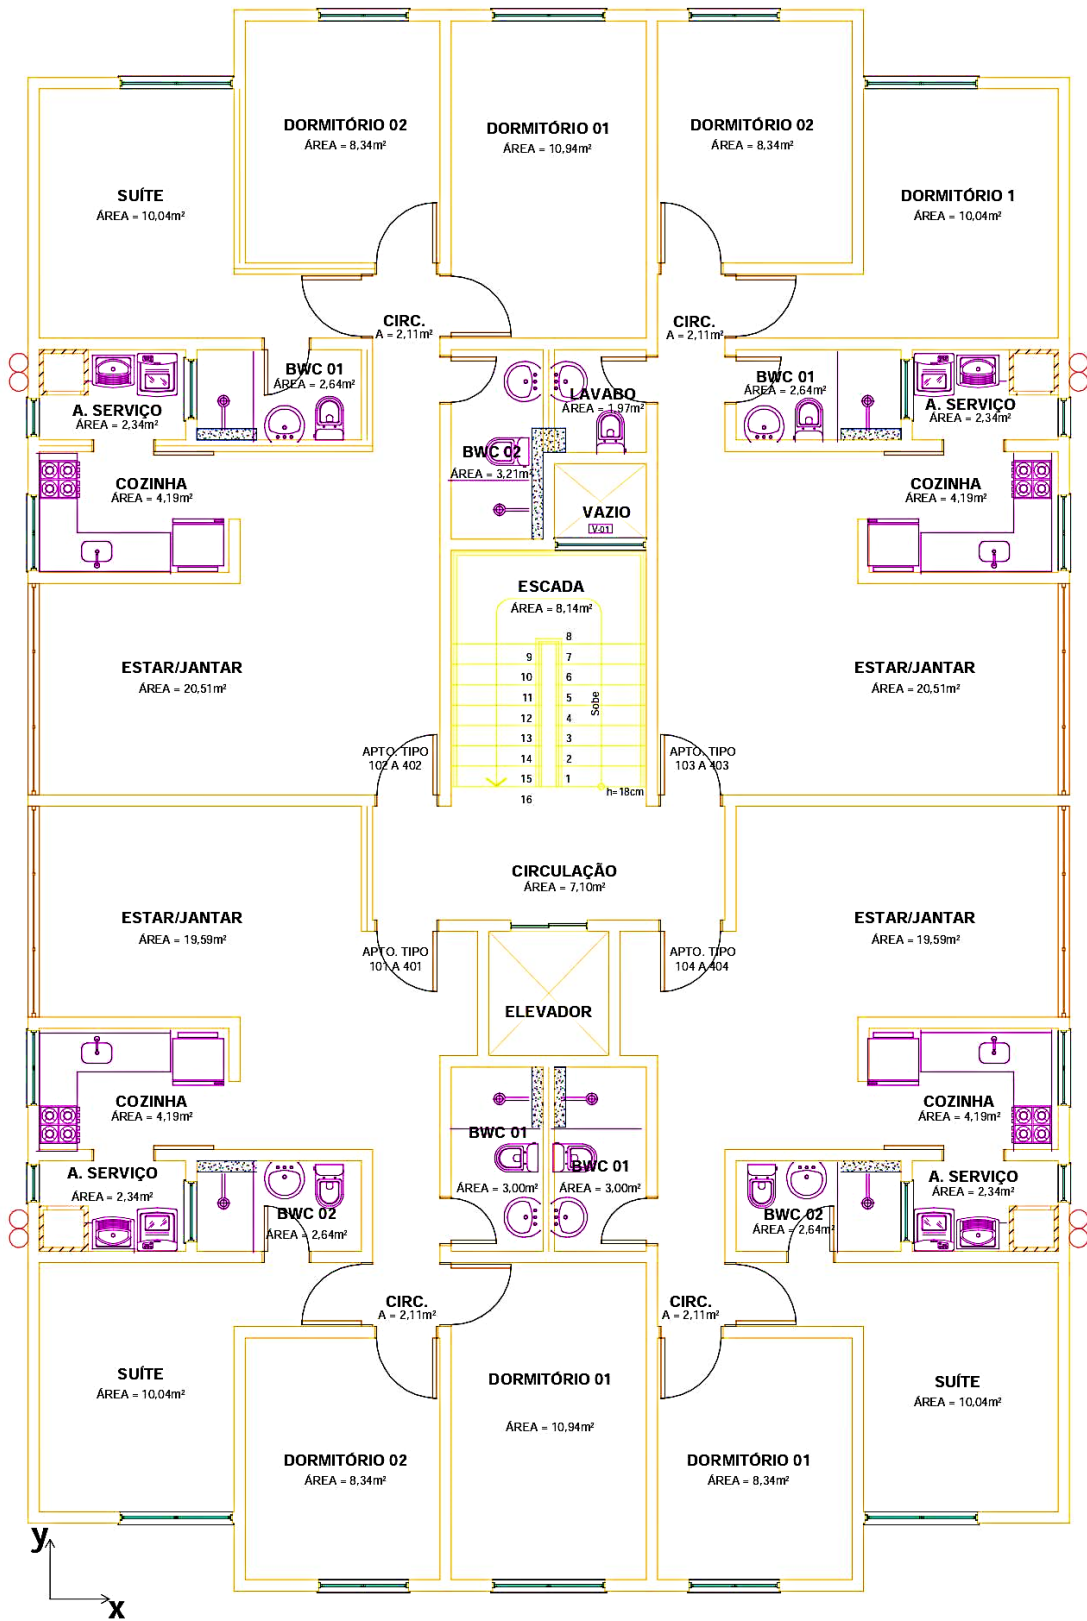 DORMITÓRIO 02
ÁREA = 8,34m²
DORMITÓRIO 01
ÁREA = 10,94m²
DORMITÓRIO 02
ÁREA = 8,34m²
SUÍTE
ÁREA = 10,04m²
DORMITÓRIO 1
ÁREA = 10,04m²
CIRC.
A = 2,11m²
CIRC.
A = 2,11m²
BWC 01
ÁREA = 2,64m²
LAVABO
ÁREA = 1,97m²
BWC 01
ÁREA = 2,64m²
A. SERVIÇO
ÁREA = 2,34m²
A. SERVIÇO
ÁREA = 2,34m²
BWC 02
ÁREA = 3,21m²
COZINHA
ÁREA = 4,19m²
COZINHA
ÁREA = 4,19m²
VAZIO
V-01
ESCADA
ÁREA = 8,14m²
8
9
7
10
6
11
5
12
4
13
3
14
2
15
1
16
Sobe
h=18cm
ESTAR/JANTAR
ÁREA = 20,51m²
ESTAR/JANTAR
ÁREA = 20,51m²
APTO. TIPO
102 A 402
APTO. TIPO
103 A 403
CIRCULAÇÃO
ÁREA = 7,10m²
ESTAR/JANTAR
ÁREA = 19,59m²
ESTAR/JANTAR
ÁREA = 19,59m²
APTO. TIPO
101 A 401
APTO. TIPO
104 A 404
ELEVADOR
COZINHA
ÁREA = 4,19m²
COZINHA
ÁREA = 4,19m²
BWC 01
ÁREA = 3,00m²
BWC 01
ÁREA = 3,00m²
A. SERVIÇO
ÁREA = 2,34m²
A. SERVIÇO
ÁREA = 2,34m²
BWC 02
ÁREA = 2,64m²
BWC 02
ÁREA = 2,64m²
CIRC.
A = 2,11m²
CIRC.
A = 2,11m²
SUÍTE
ÁREA = 10,04m²
DORMITÓRIO 01
ÁREA = 10,94m²
SUÍTE
ÁREA = 10,04m²
DORMITÓRIO 02
ÁREA = 8,34m²
DORMITÓRIO 01
ÁREA = 8,34m²
y
x